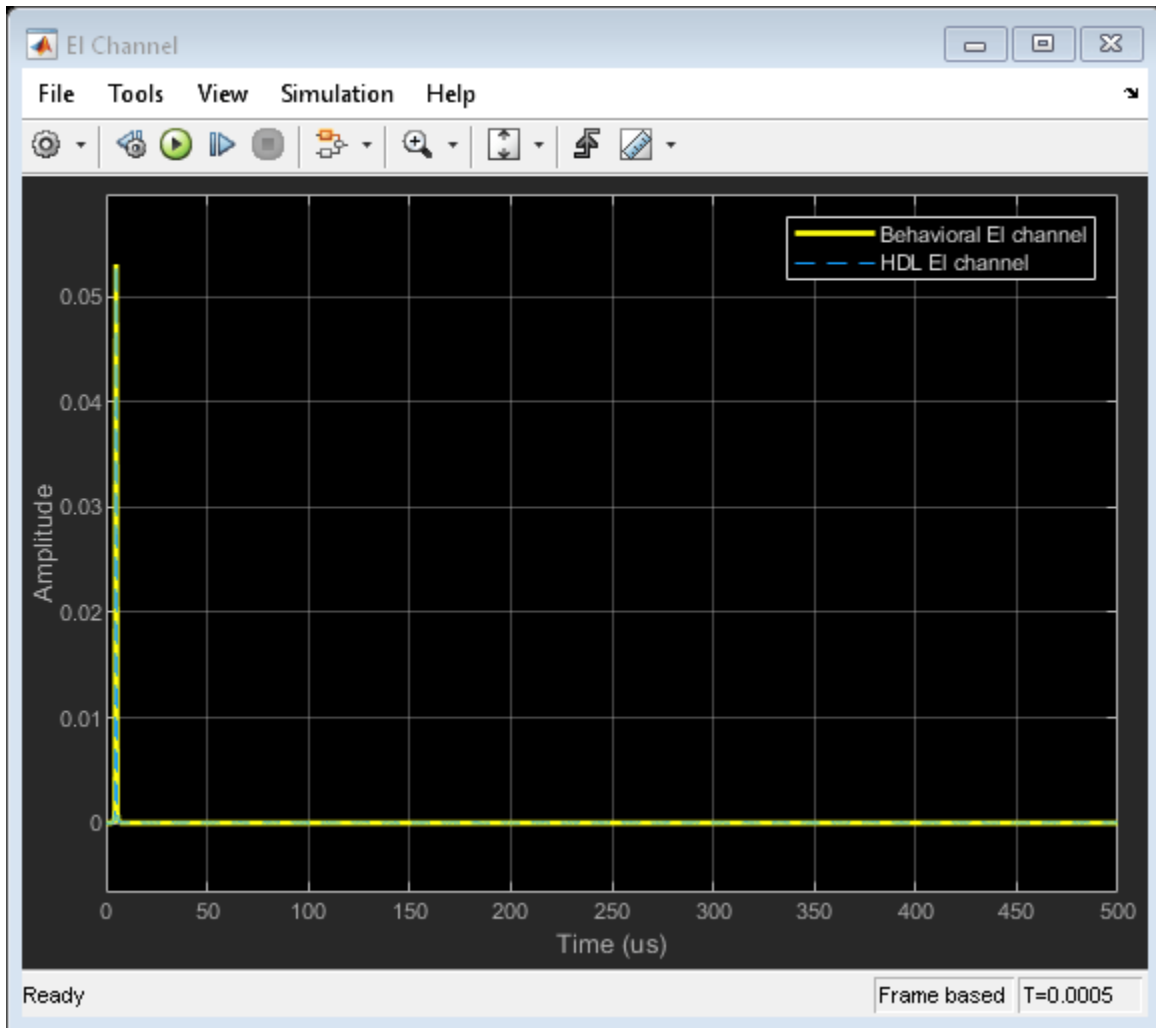 El Channel
File Tools View Simulation Help
Behavioral El channel
HDL El channel
0.05
0.04
0.03
0.02
0.01
0
Amplitude
0 50 100 150 200 250 300 350 400 450 500
Time (us)
Ready Frame based T=0.0005